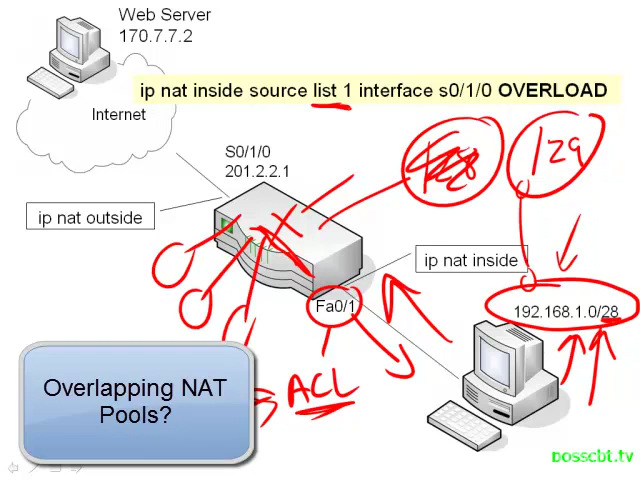 Web Server
170.7.7.2
ip nat inside source list 1 interface s0/1/0 OVERLOAD
Internet
S0/1/0
201.2.2.1
129
ip nat outside
ip nat inside
Fa0/1
192.168.1.0/28
Overlapping NAT
Pools?
ACL
bosscbt.tv